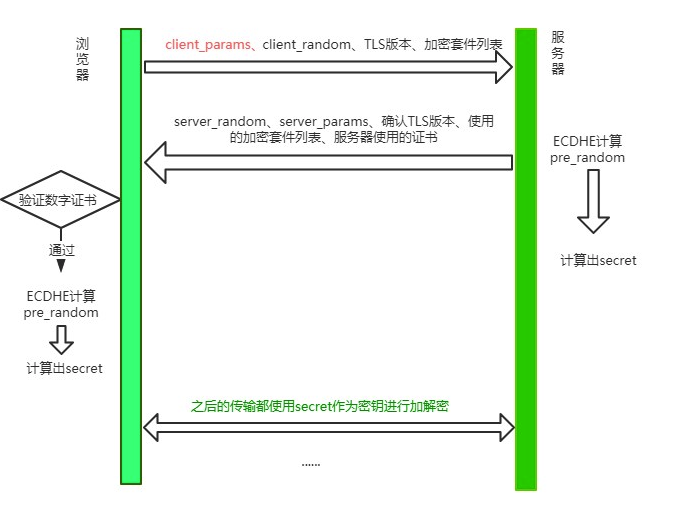 浏览器
服务器
client_params、client_random、TLS版本、加密套件列表
server_random、server_params、确认TLS版本、使用
的加密套件列表、服务器使用的证书
ECDHE计算
pre_random
计算出secret
验证数字证书
通过
ECDHE计算
pre_random
计算出secret
之后的传输都使用secret作为密钥进行加解密
......